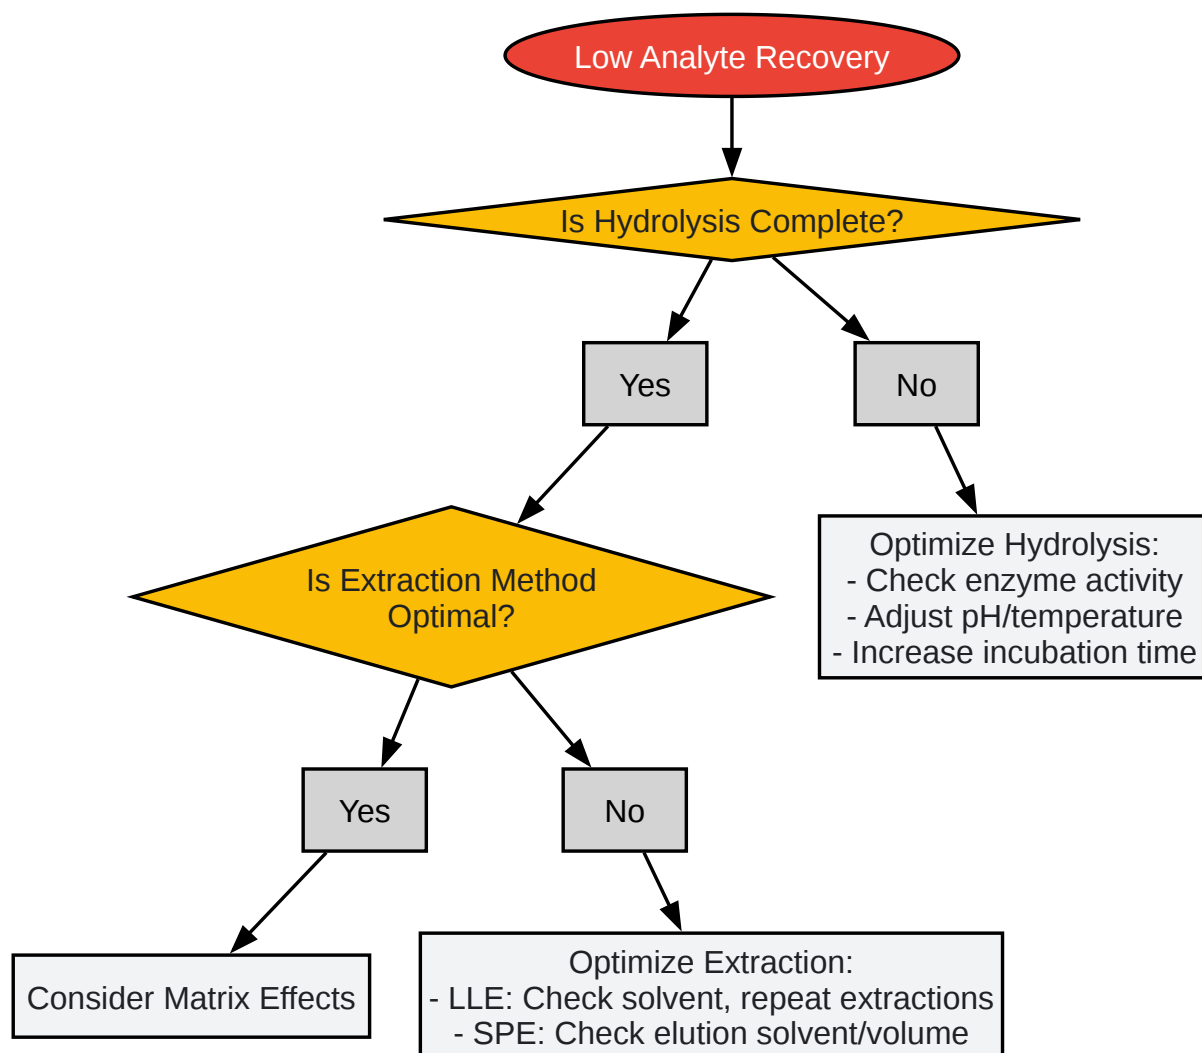 Low Analyte Recovery
Is Hydrolysis Complete?
Yes
No
Is Extraction Method
Optimal?
Optimize Hydrolysis:
- Check enzyme activity
- Adjust pH/temperature
- Increase incubation time
Yes
No
Consider Matrix Effects
Optimize Extraction:
- LLE: Check solvent, repeat extractions
- SPE: Check elution solvent/volume